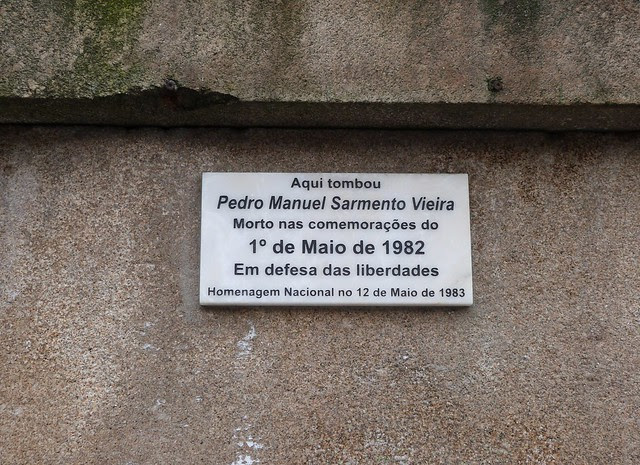 Aqui tombou
Pedro Manuel Sarmento Vieira
Morto nas comemorações do
1º de Maio de 1982
Em defesa das liberdades
Homenagem Nacional no 12 de Maio de 1983